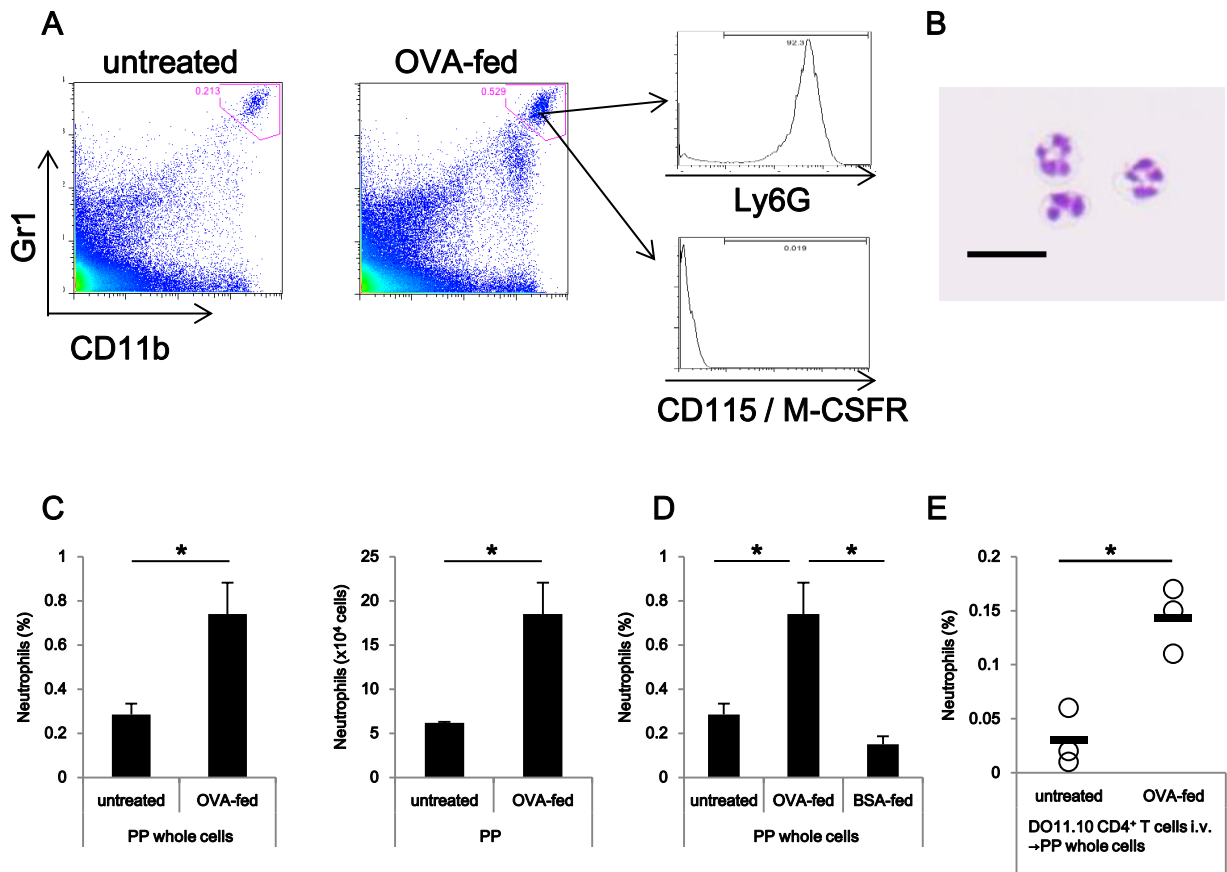 A
B
untreated
OVA-fed
0.213
0.529
92.3
Gr1
CD11b
Ly6G
0.019
CD115 / M-CSFR
C
Neutrophils (%)
1
0.8
0.6
0.4
0.2
0
*
untreated
OVA-fed
PP whole cells
Neutrophils (x10⁴ cells)
25
20
15
10
5
0
*
untreated
OVA-fed
PP
D
Neutrophils (%)
1
0.8
0.6
0.4
0.2
0
*
*
untreated
OVA-fed
BSA-fed
PP whole cells
E
Neutrophils (%)
0.2
0.15
0.1
0.05
0
*
untreated
OVA-fed
DO11.10 CD4⁺ T cells i.v.
→PP whole cells